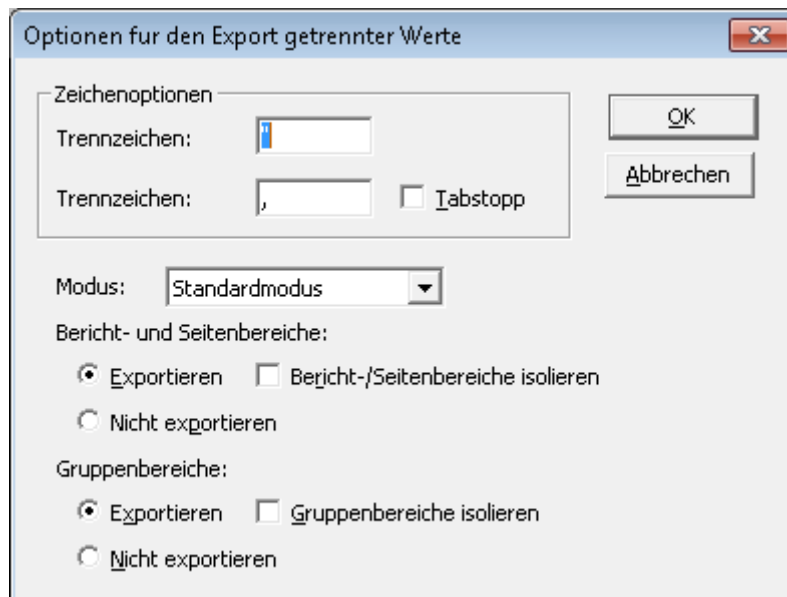 Optionen fur den Export getrennter Werte
Zeichenoptionen
Trennzeichen: "
Trennzeichen: , Tabstopp
OK
Abbrechen
Modus: Standardmodus
Bericht- und Seitenbereiche:
Exportieren Bericht-/Seitenbereiche isolieren
Nicht exportieren
Gruppenbereiche:
Exportieren Gruppenbereiche isolieren
Nicht exportieren